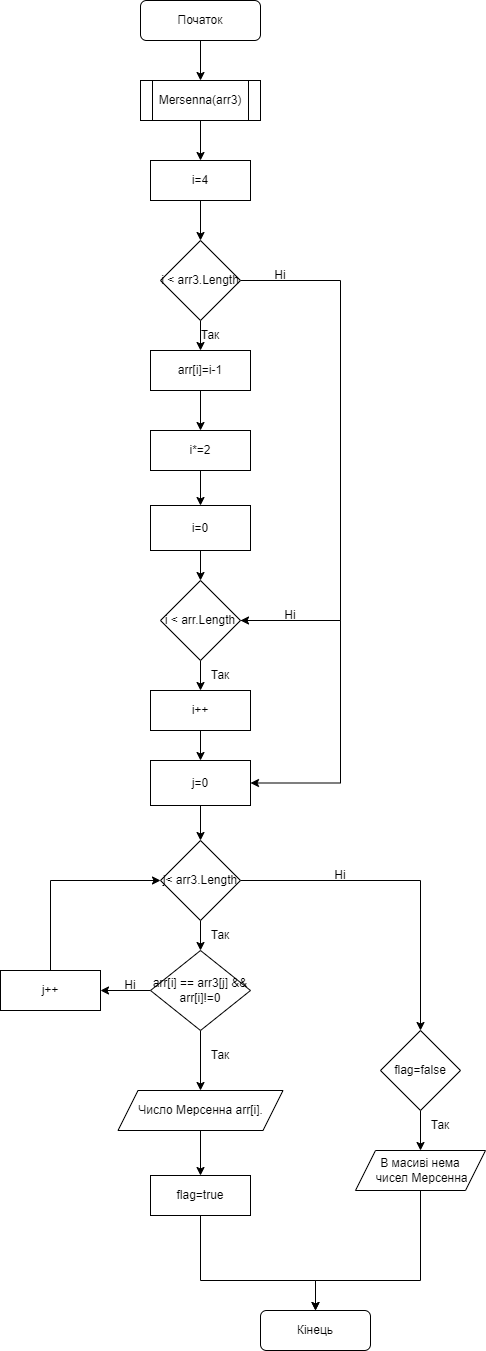 Початок
Mersenna(arr3)
i=4
i < arr3.Length
Ні
Так
arr[i]=i-1
i*=2
i=0
i < arr.Length
Ні
Так
i++
j=0
j< arr3.Length
Ні
Так
j++
Ні
arr[i] == arr3[j] &&
arr[i]!=0
Так
flag=false
Так
Число Мерсенна arr[i].
В масиві нема
чисел Мерсенна
flag=true
Кінець